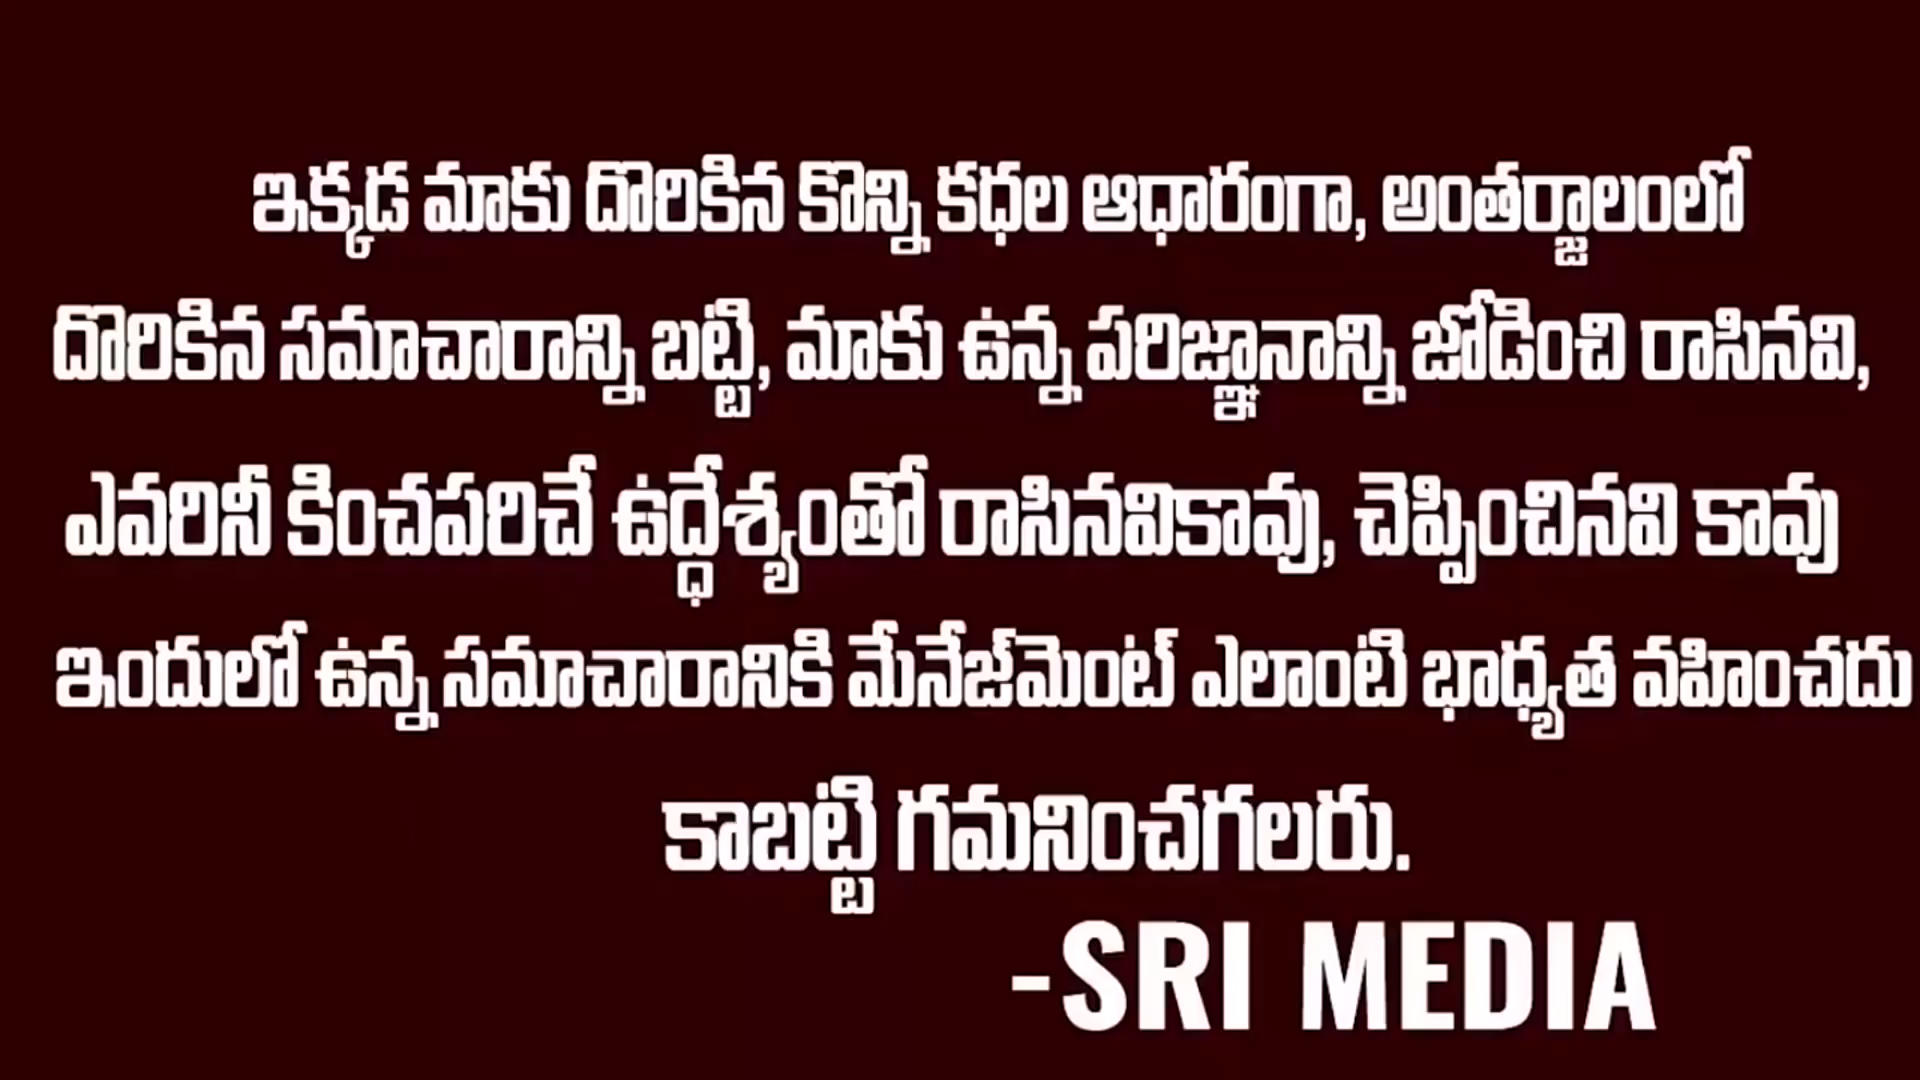 ఇక్కడ మాకు దొరికిన కొన్ని కధల ఆధారంగా, అంతర్జాలంలో
దొరికిన సమాచారాన్ని బట్టి, మాకు ఉన్న పరిజ్ఞానాన్ని జోడించి రాసినవి,
ఎవరినీ కించపరిచే ఉద్ధేశ్యంతో రాసినవికావు, చెప్పించినవి కావు
ఇందులో ఉన్న సమాచారానికి మేనేజ్‌మెంట్ ఎలాంటి భాధ్యత వహించదు
కాబట్టి గమనించగలరు.
-SRI MEDIA